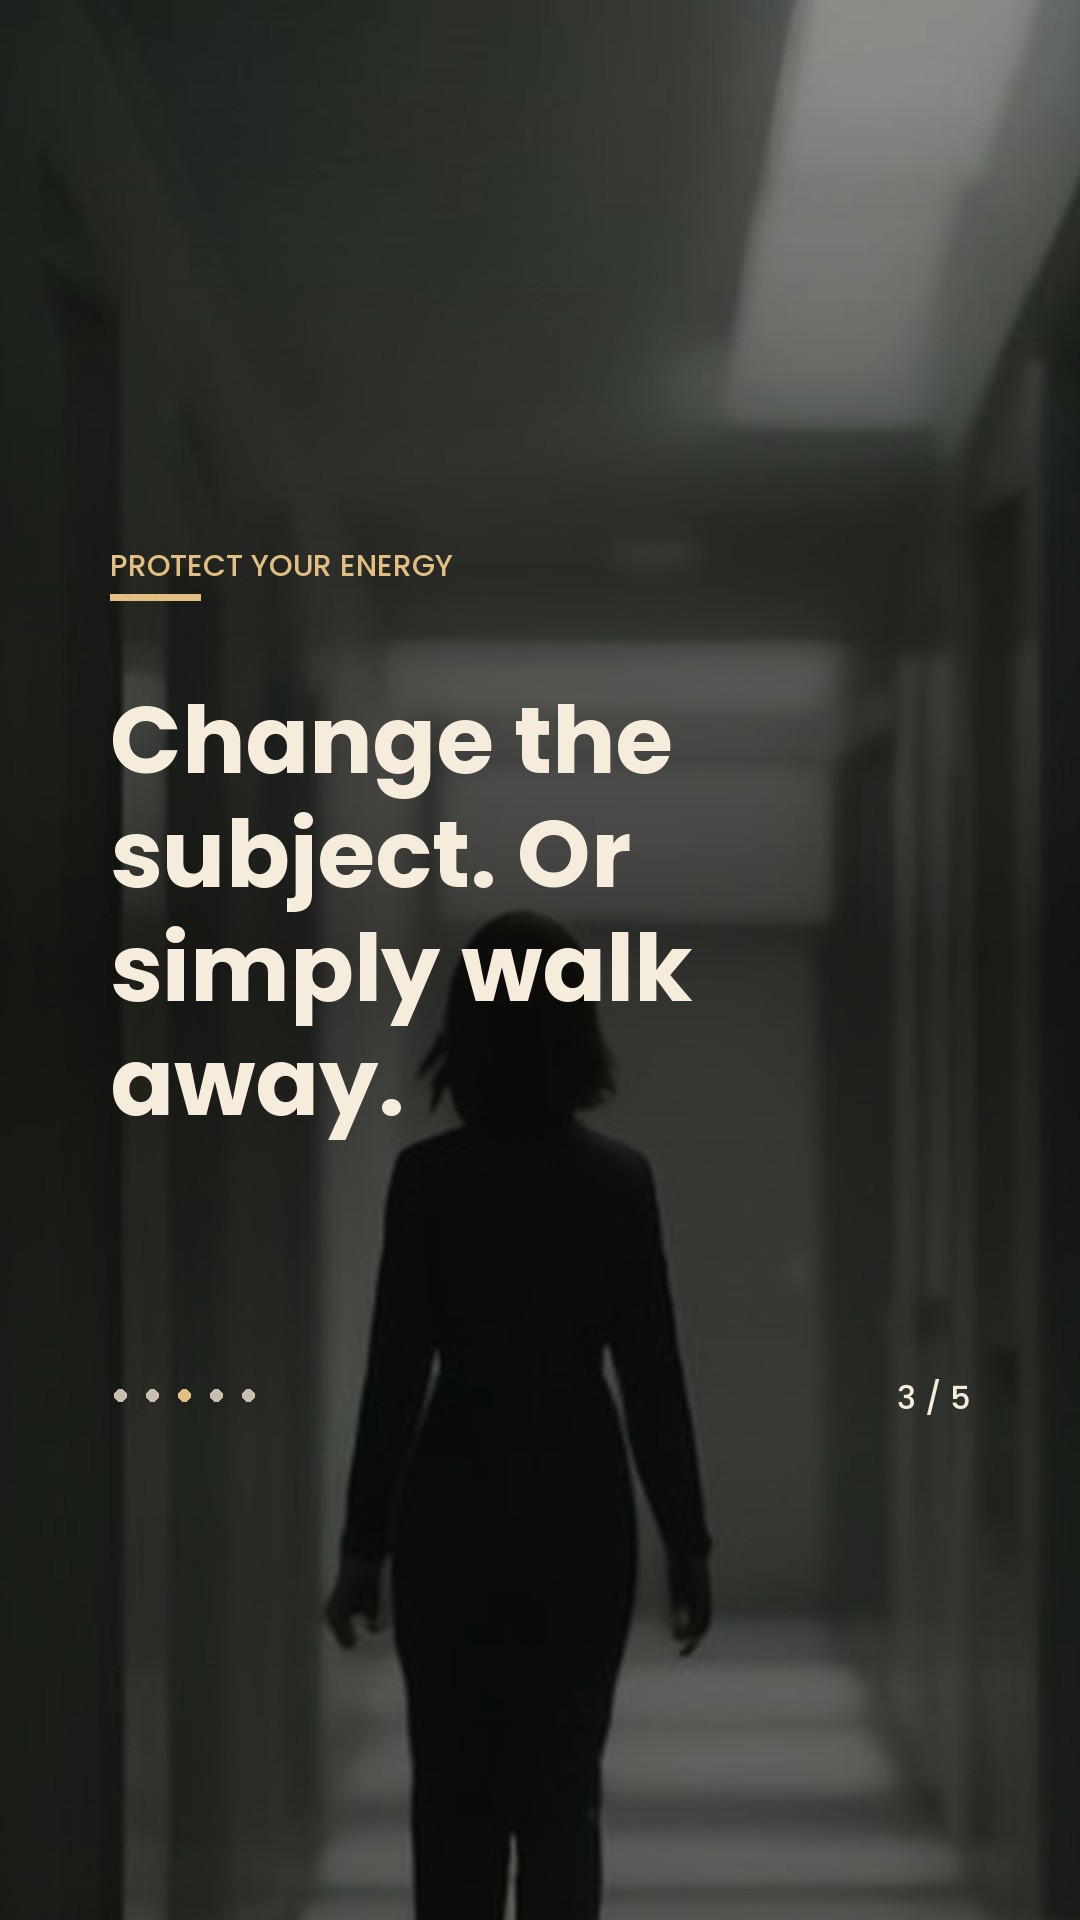 PROTECT YOUR ENERGY
Change the
subject. Or
simply walk
away.
3 / 5